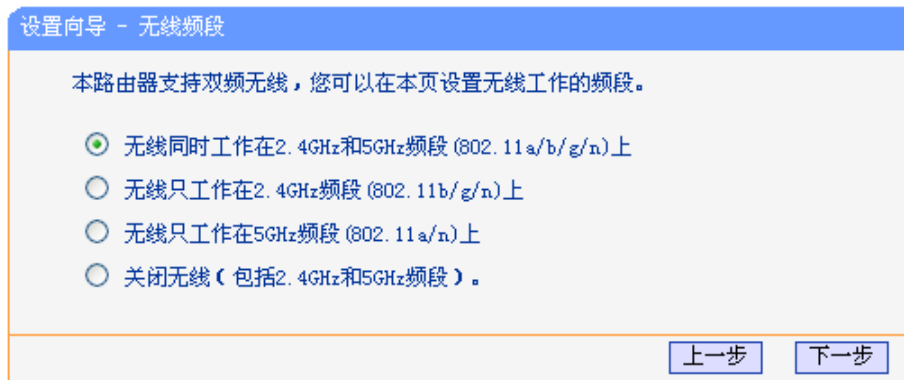 设置向导 - 无线频段
本路由器支持双频无线，您可以在本页设置无线工作的频段。
无线同时工作在2.4GHz和5GHz频段(802.11a/b/g/n)上
无线只工作在2.4GHz频段(802.11b/g/n)上
无线只工作在5GHz频段(802.11a/n)上
关闭无线（包括2.4GHz和5GHz频段）。
上一步 下一步